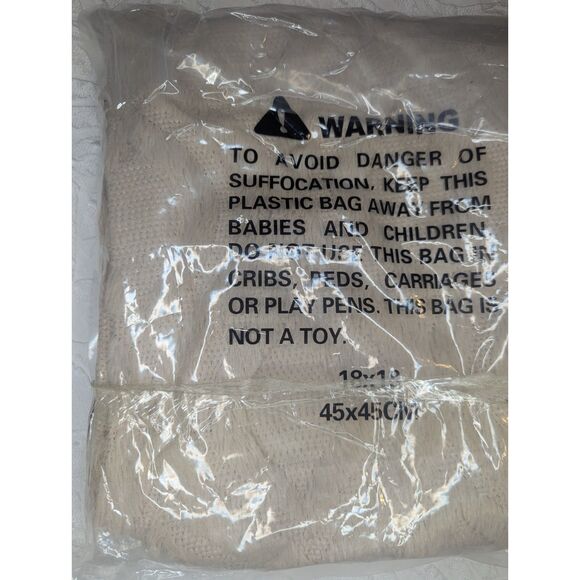 WARNING
TO AVOID DANGER OF
SUFFOCATION, KEEP THIS
PLASTIC BAG AWAY FROM
BABIES AND CHILDREN
DO NOT USE THIS BAG IN
CRIBS, BEDS, CARRIAGES
OR PLAY PENS. THIS BAG IS
NOT A TOY.
18x18
45x45CM